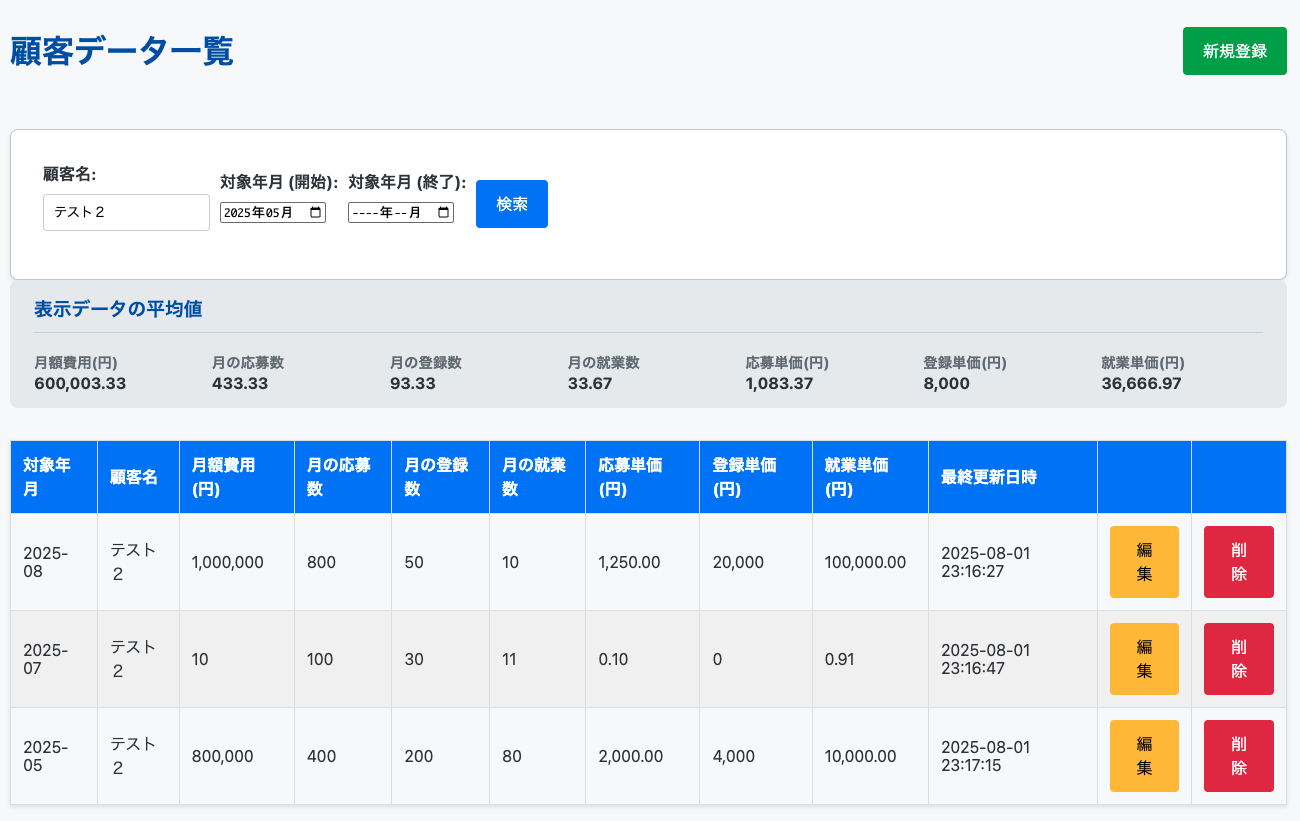 顧客データ一覧
新規登録
顧客名:
対象年月 (開始):
対象年月 (終了):
テスト２
2025年05月
----年--月
検索
表示データの平均値
月額費用(円)
月の応募数
月の登録数
月の就業数
応募単価(円)
登録単価(円)
就業単価(円)
600,003.33
433.33
93.33
33.67
1,083.37
8,000
36,666.97
対象年
月
顧客名
月額費用
(円)
月の応募
数
月の登録
数
月の就業
数
応募単価
(円)
登録単価
(円)
就業単価
(円)
最終更新日時
2025-
08
テスト
２
1,000,000
800
50
10
1,250.00
20,000
100,000.00
2025-08-01
23:16:27
編
集
削
除
2025-
07
テスト
２
10
100
30
11
0.10
0
0.91
2025-08-01
23:16:47
編
集
削
除
2025-
05
テスト
２
800,000
400
200
80
2,000.00
4,000
10,000.00
2025-08-01
23:17:15
編
集
削
除